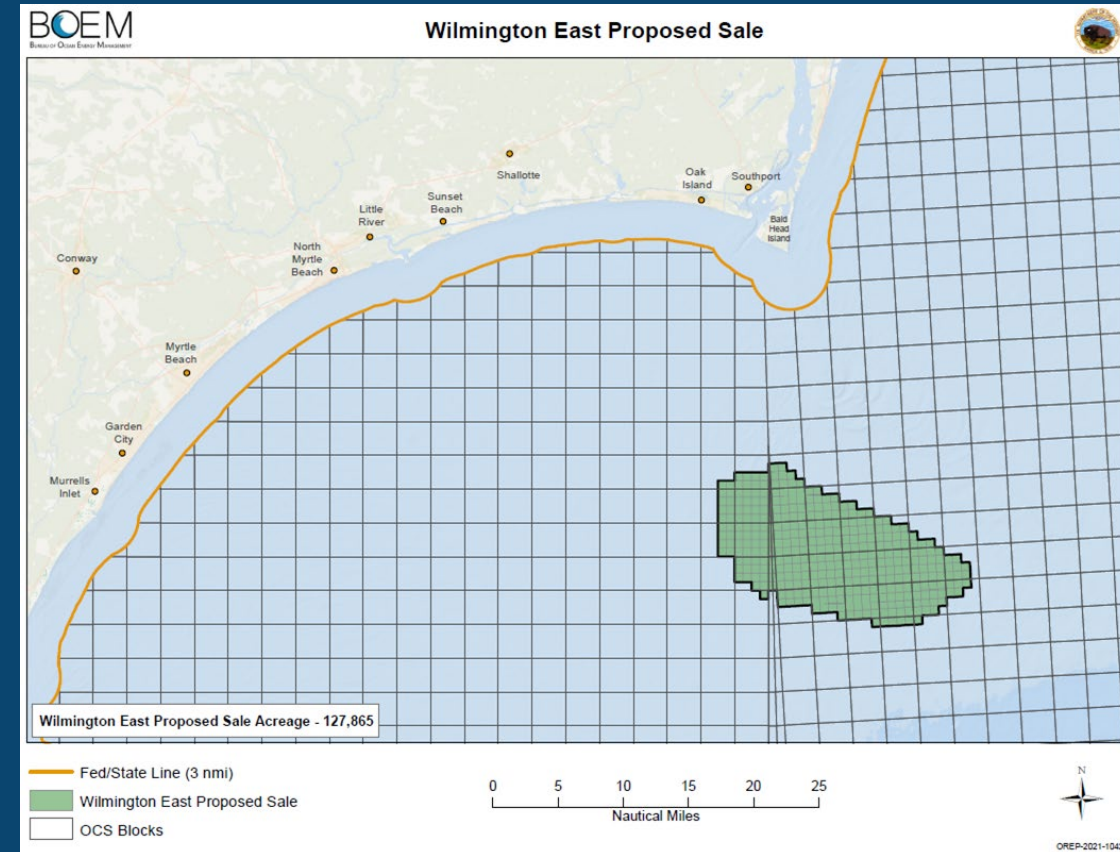 BOEM
BUREAU OF OCEAN ENERGY MANAGEMENT
Wilmington East Proposed Sale
Shallotte
Oak
Island
Southport
Sunset
Beach
Little
River
Bald
Head
Island
North
Myrtle
Beach
Conway
Myrtle
Beach
Garden
City
Murrells
Inlet
Wilmington East Proposed Sale Acreage - 127,865
Fed/State Line (3 nmi)
Wilmington East Proposed Sale
OCS Blocks
0 5 10 15 20 25
Nautical Miles
N